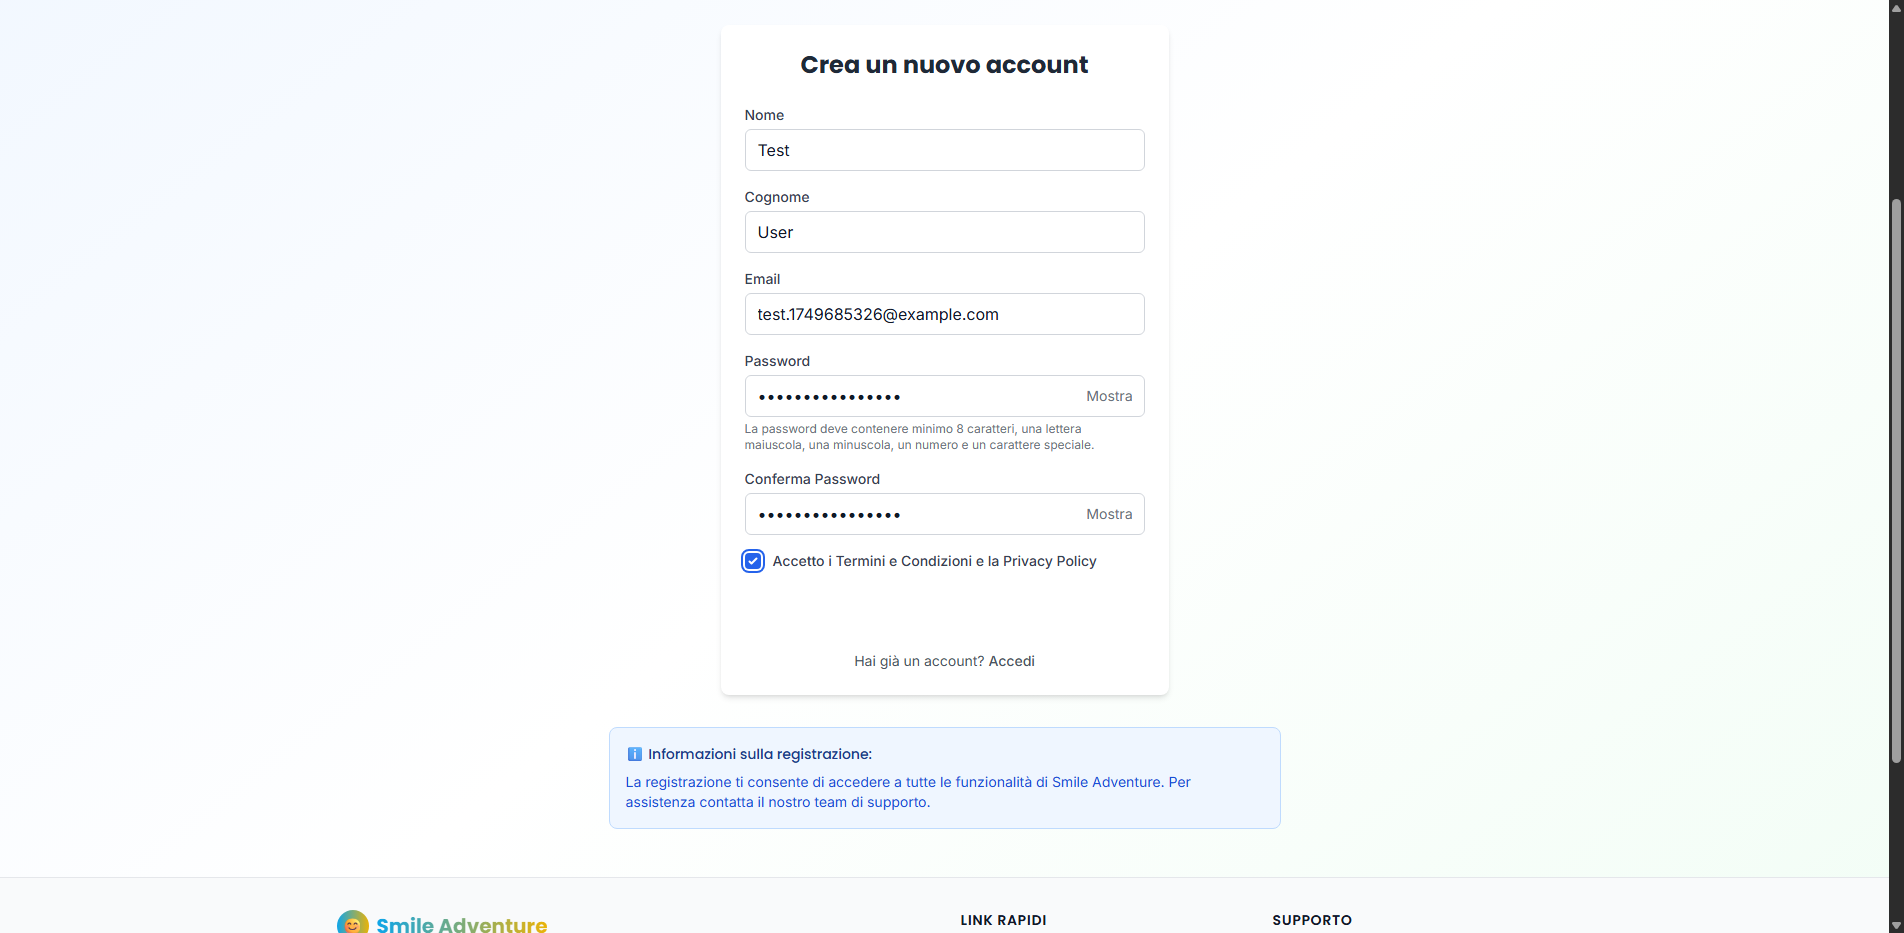 Crea un nuovo account
Nome
Test
Cognome
User
Email
test.1749685326@example.com
Password
•••••••••••••••• Mostra
La password deve contenere minimo 8 caratteri, una lettera
maiuscola, una minuscola, un numero e un carattere speciale.
Conferma Password
•••••••••••••••• Mostra
Accetto i Termini e Condizioni e la Privacy Policy
Hai già un account? Accedi
Informazioni sulla registrazione:
La registrazione ti consente di accedere a tutte le funzionalità di Smile Adventure. Per
assistenza contatta il nostro team di supporto.
Smile Adventure
LINK RAPIDI
SUPPORTO